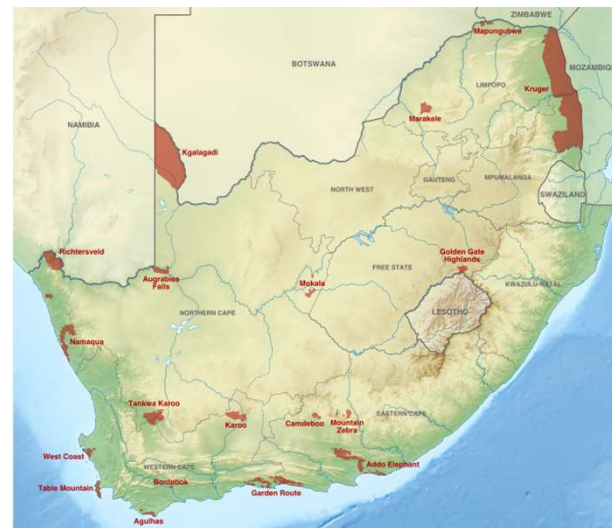 ZIMBABWE
Mapungubwe
BOTSWANA
MOZAMBIQ
LIMPOPO
Kruger
Marakele
NAMIBIA
Kgalagadi
GAUTENG
MPUMALANGA
NORTH WEST
SWAZILAND
Richtersveld
Golden Gate
Highlands
Augrabies
Falls
Mokala
FREE STATE
KWAZULU-NATAL
NORTHERN CAPE
LESOTHO
Namaqua
Tankwa Karoo
Karoo
Camdeboo
Mountain
Zebra
EASTERN CAPE
West Coast
WESTERN CAPE
Addo Elephant
Table Mountain
Bontebok
Garden Route
Agulhas